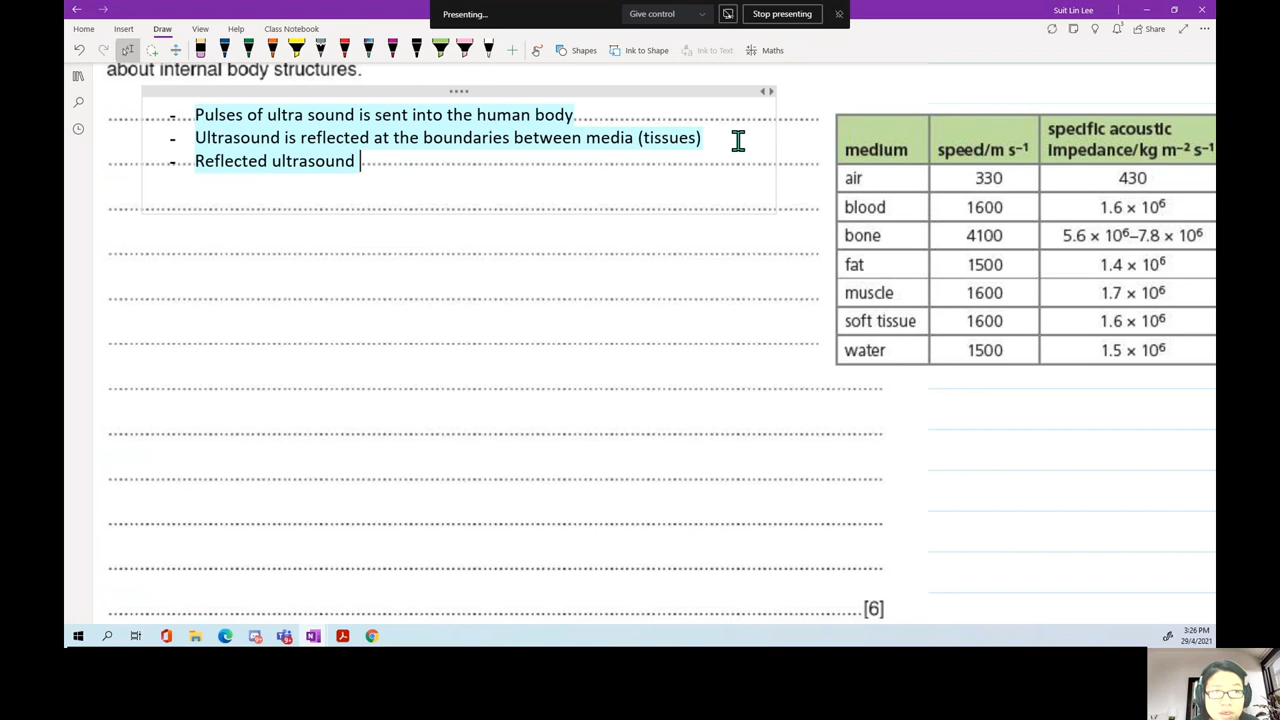 Presenting...
Give control
Stop presenting
Suit Lin Lee
Home Insert Draw View Help Class Notebook
Share
Shapes
Ink to Shape
Ink to Text
Maths
about internal body structures.
- Pulses of ultra sound is sent into the human body
- Ultrasound is reflected at the boundaries between media (tissues)
- Reflected ultrasound
[6]
medium speed/m s⁻¹ specific acoustic impedance/kg m⁻² s⁻¹
air 330 430
blood 1600 1.6 × 10⁶
bone 4100 5.6 × 10⁶–7.8 × 10⁶
fat 1500 1.4 × 10⁶
muscle 1600 1.7 × 10⁶
soft tissue 1600 1.6 × 10⁶
water 1500 1.5 × 10⁶
3:26 PM
29/4/2021